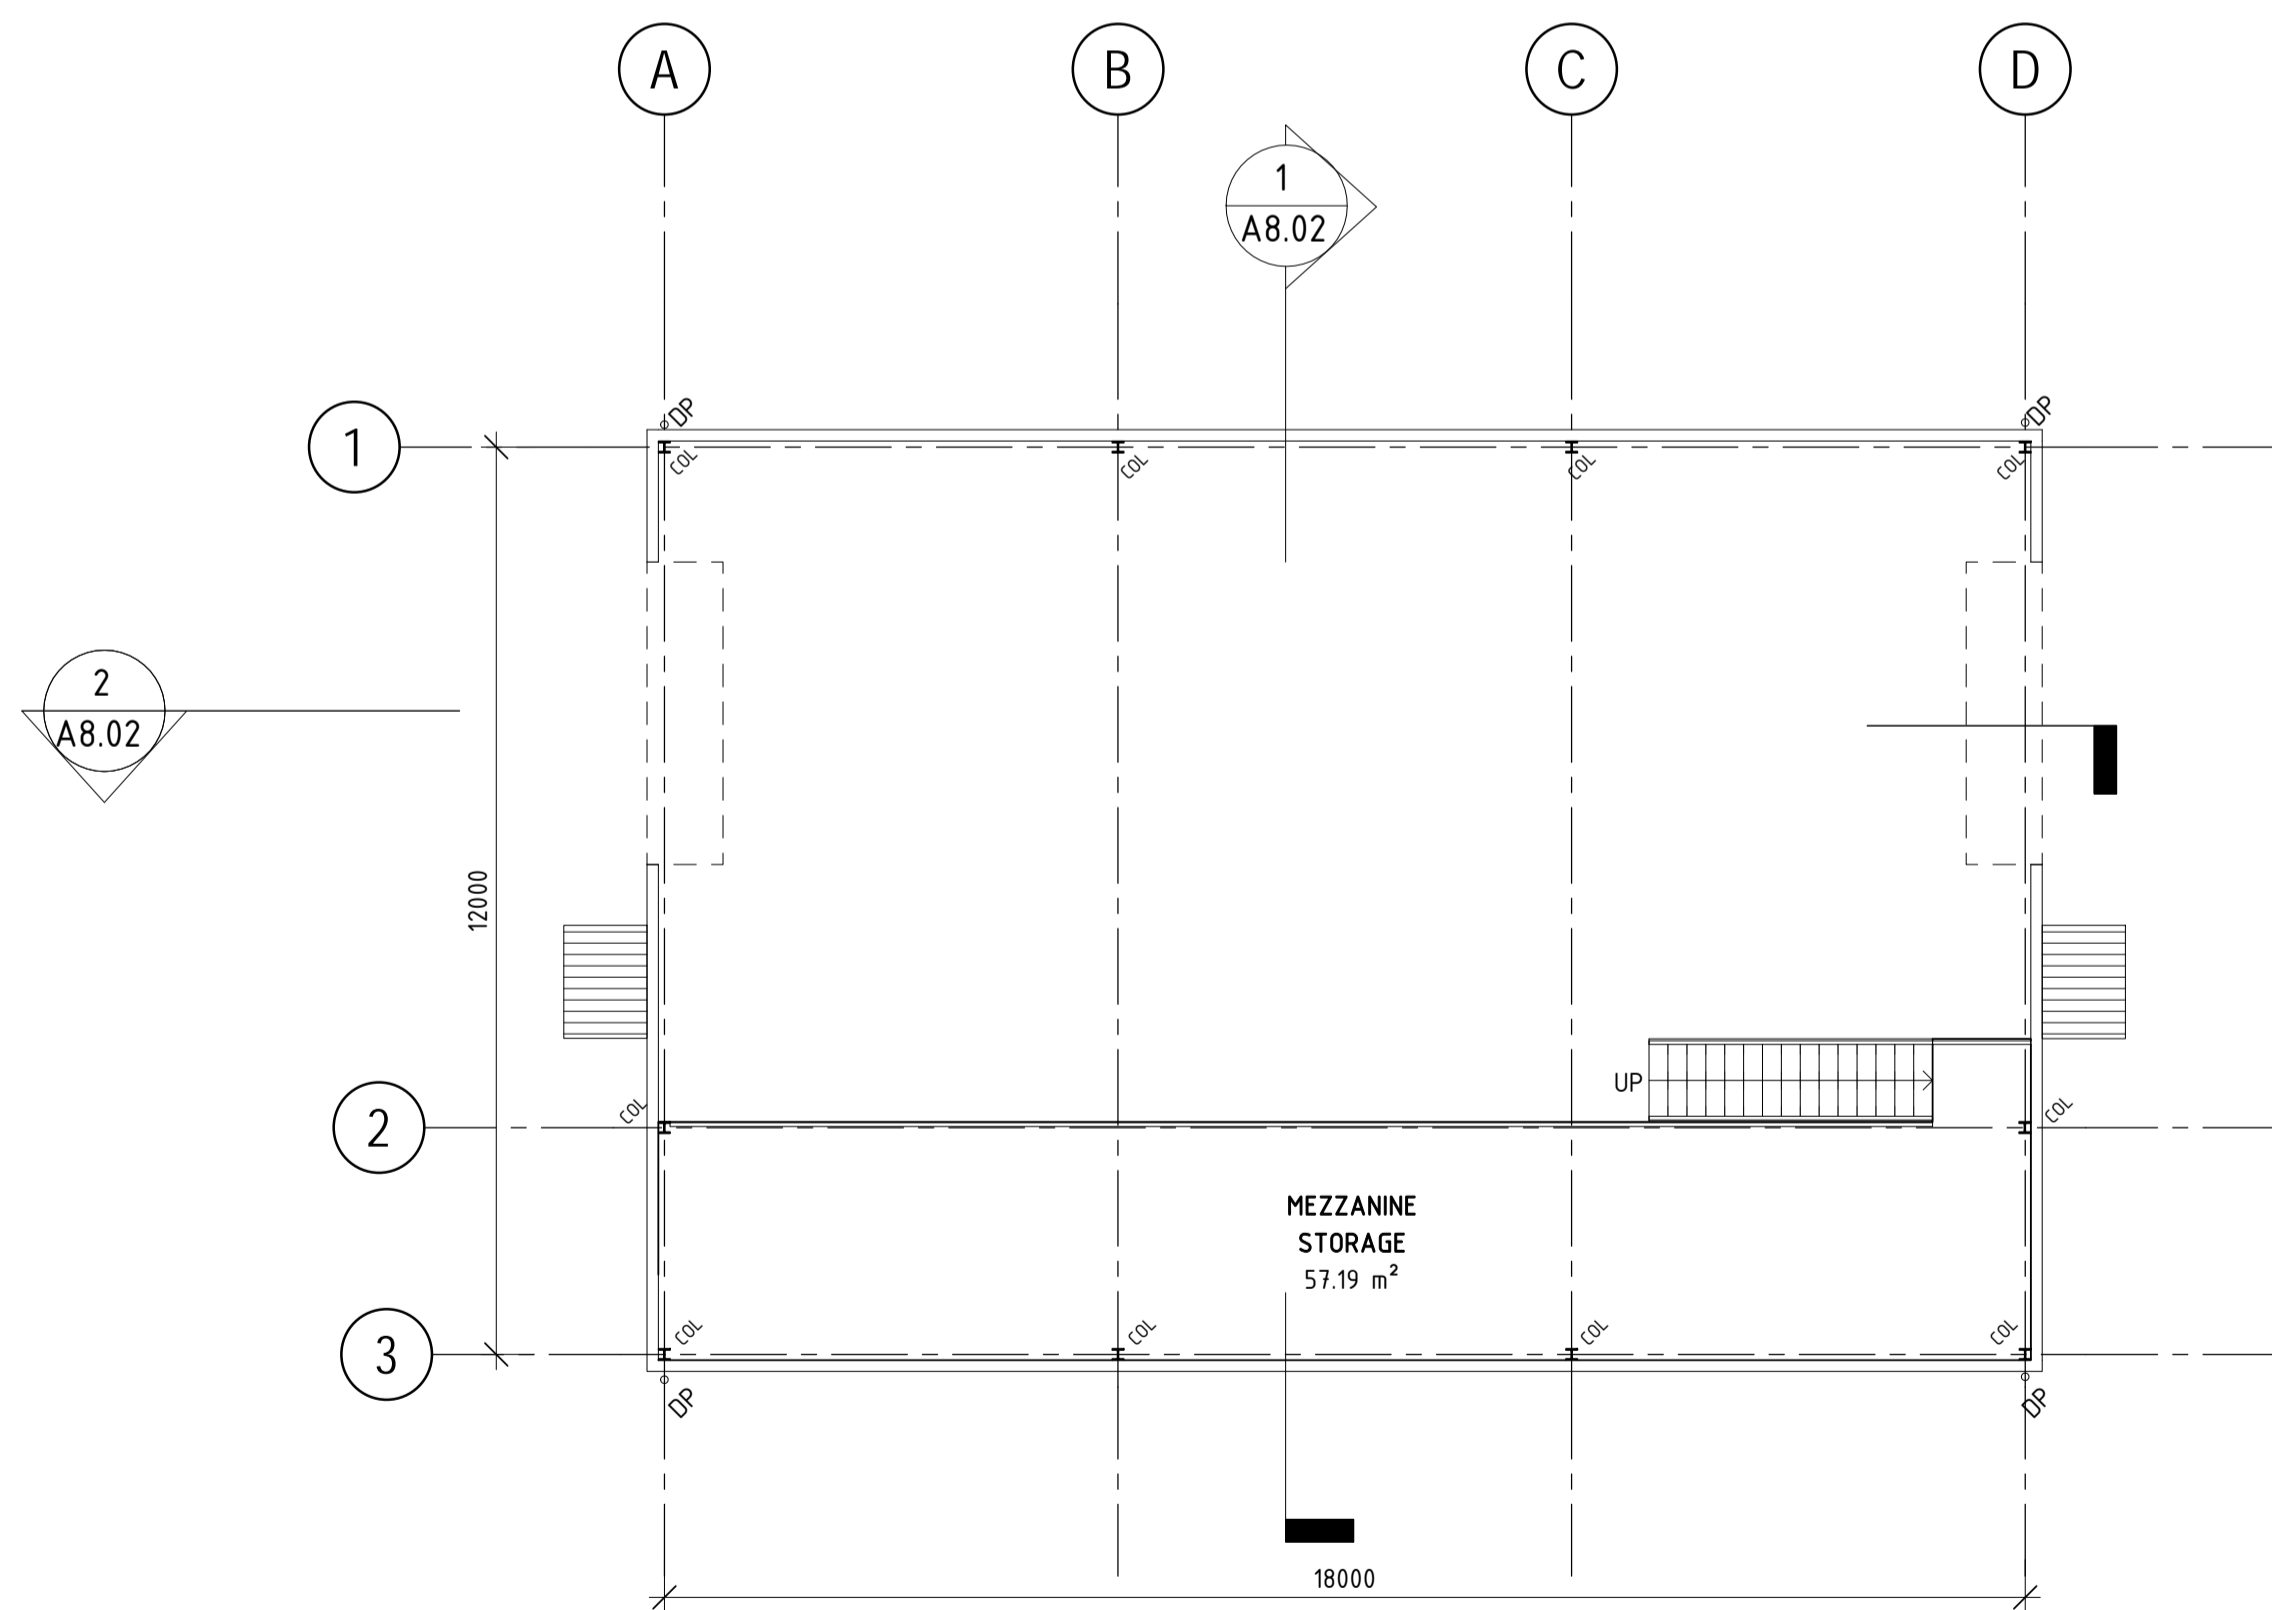 A
B
C
D
1
A8.02
DP
DP
1
COL
COL
COL
COL
2
A8.02
12000
UP
COL
COL
2
MEZZANINE
STORAGE
57.19 m²
COL
COL
COL
COL
3
DP
DP
18000